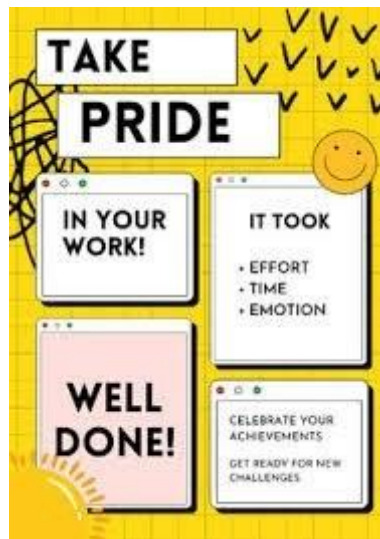 TAKE
PRIDE
IN YOUR
WORK!
IT TOOK
• EFFORT
• TIME
• EMOTION
WELL
DONE!
CELEBRATE YOUR
ACHIEVEMENTS
GET READY FOR NEW
CHALLENGES